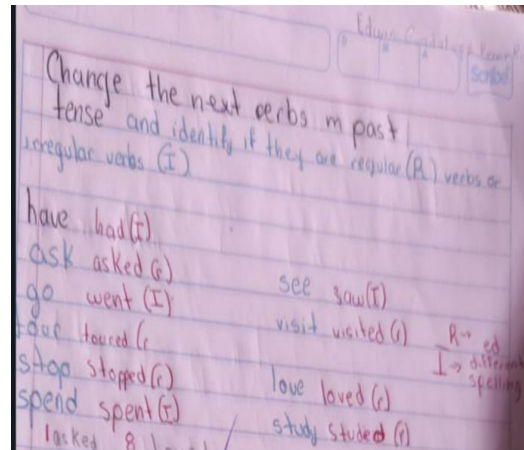 Change the next verbs in past
tense and identify if they are regular (R) verbs or
irregular verbs (I)
have had (I)
ask asked (r)
go went (I)
see saw (I)
touced (r
visit visited (r)
R→ ed
I→ different
spelling
stop stopped (r)
love loved (r)
spend spent (I)
study studed (r)